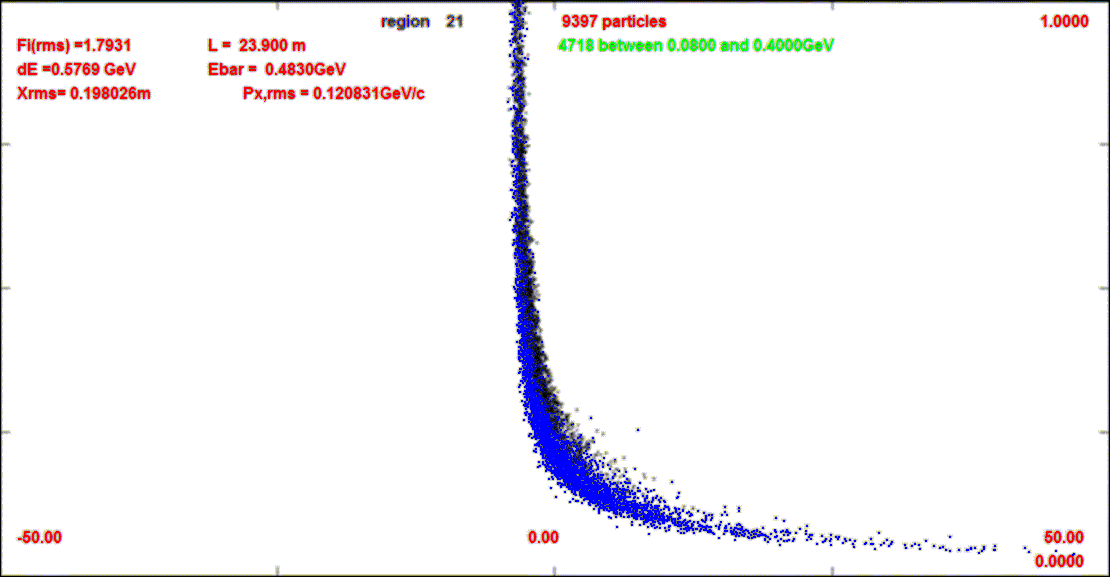 region 21 9397 particles 1.0000
Fi(rms) =1.7931 L = 23.900 m 4718 between 0.0800 and 0.4000GeV
dE =0.5769 GeV Ebar = 0.4830GeV
Xrms= 0.198026m Px,rms = 0.120831GeV/c
-50.00 0.00 50.00
0.0000